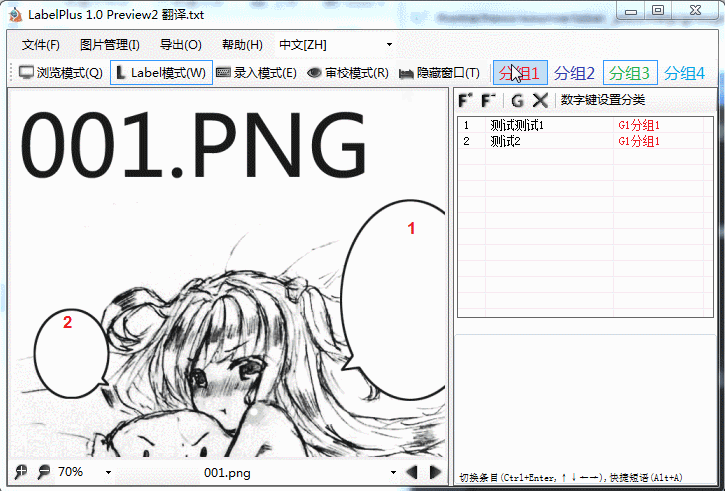 LabelPlus 1.0 Preview2 翻译.txt
文件(F) 图片管理(I) 导出(O) 帮助(H) 中文[ZH]
浏览模式(Q) Label模式(W) 录入模式(E) 审校模式(R) 隐藏窗口(T) 分组1 分组2 分组3 分组4
F+ F- G 数字键设置分类
1 测试测试1 G1分组1
2 测试2 G1分组1
001.PNG
1
2
70% 001.png
切换条目(Ctrl+Enter, ↑ ↓ ←→), 快捷短语(Alt+A)